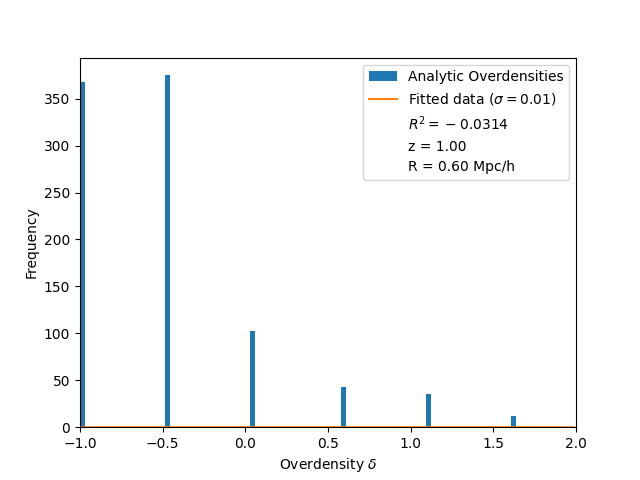 Analytic Overdensities
Fitted data (σ = 0.01)
R² = − 0.0314
z = 1.00
R = 0.60 Mpc/h
Frequency
350
300
250
200
150
100
50
0
−1.0 −0.5 0.0 0.5 1.0 1.5 2.0
Overdensity δ